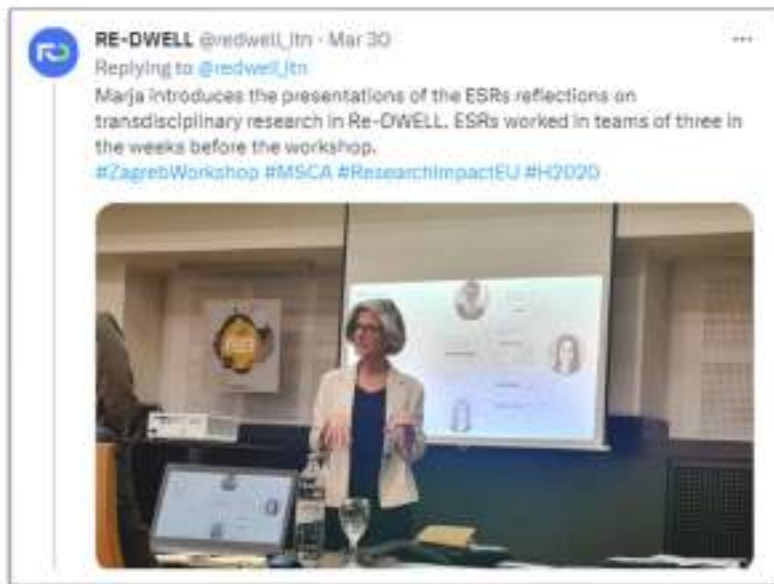 RE-DWELL @redwell_itn · Mar 30
Replying to @redwell_itn
Marja introduces the presentations of the ESRs reflections on
transdisciplinary research in Re-DWELL. ESRs worked in teams of three in
the weeks before the workshop.
#ZagrebWorkshop #MSCA #ResearchImpactEU #H2020